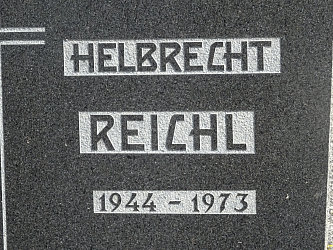 HELBRECHT
REICHL
1944 - 1973